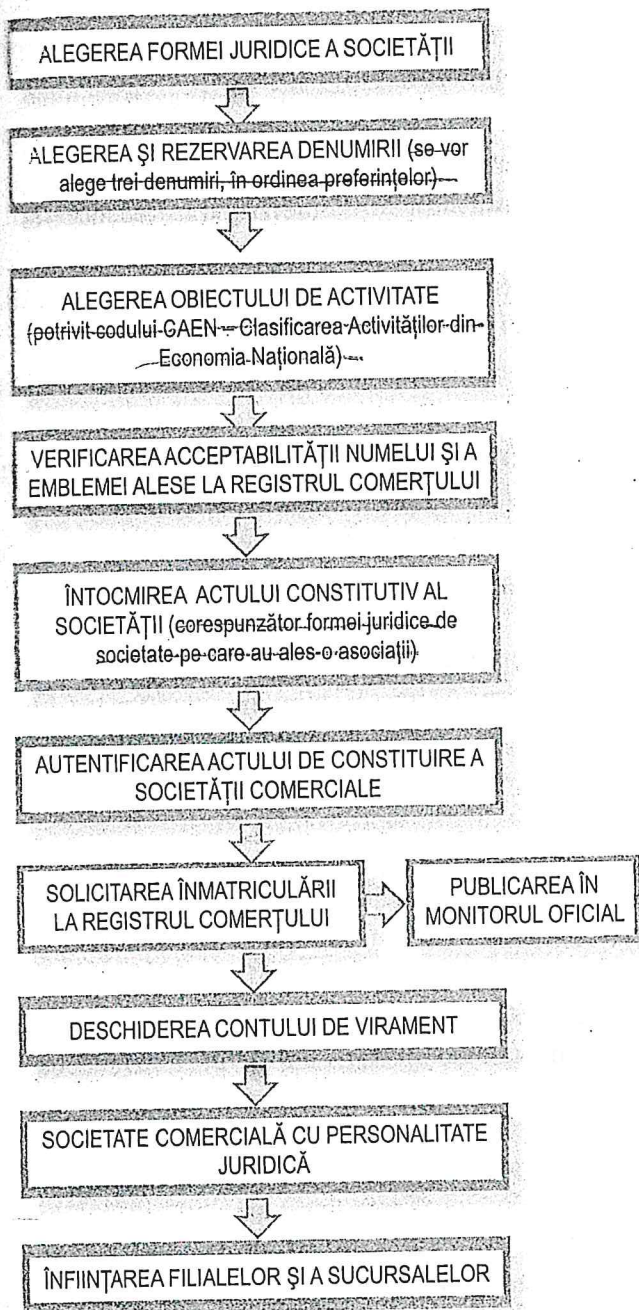 ALEGEREA FORMEI JURIDICE A SOCIETĂȚII
ALEGEREA ȘI REZERVAREA DENUMIRII (se vor
alege trei denumiri, în ordinea preferințelor)
ALEGEREA OBIECTULUI DE ACTIVITATE
(potrivit codului CAEN – Clasificarea Activităților din
Economia Națională)
VERIFICAREA ACCEPTABILITĂȚII NUMELUI ȘI A
EMBLEMEI ALESE LA REGISTRUL COMERȚULUI
ÎNTOCMIREA ACTULUI CONSTITUTIV AL
SOCIETĂȚII (corespunzător formei juridice de
societate pe care au ales-o asociații)
AUTENTIFICAREA ACTULUI DE CONSTITUIRE A
SOCIETĂȚII COMERCIALE
SOLICITAREA ÎNMATRICULĂRII
LA REGISTRUL COMERȚULUI
PUBLICAREA ÎN
MONITORUL OFICIAL
DESCHIDEREA CONTULUI DE VIRAMENT
SOCIETATE COMERCIALĂ CU PERSONALITATE
JURIDICĂ
ÎNFIINȚAREA FILIALELOR ȘI A SUCURSALELOR